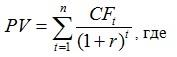 PV = \sum_{t=1}^{n} \frac{CF_t}{(1+r)^t}, где